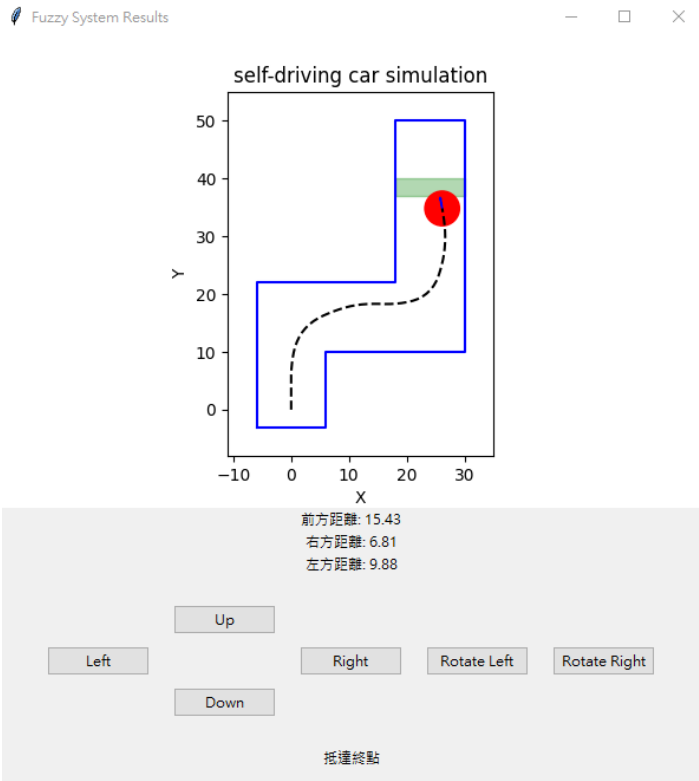 Fuzzy System Results
self-driving car simulation
50
40
30
20
10
0
Y
−10 0 10 20 30
X
前方距離: 15.43
右方距離: 6.81
左方距離: 9.88
Up
Left
Right
Rotate Left
Rotate Right
Down
抵達終點